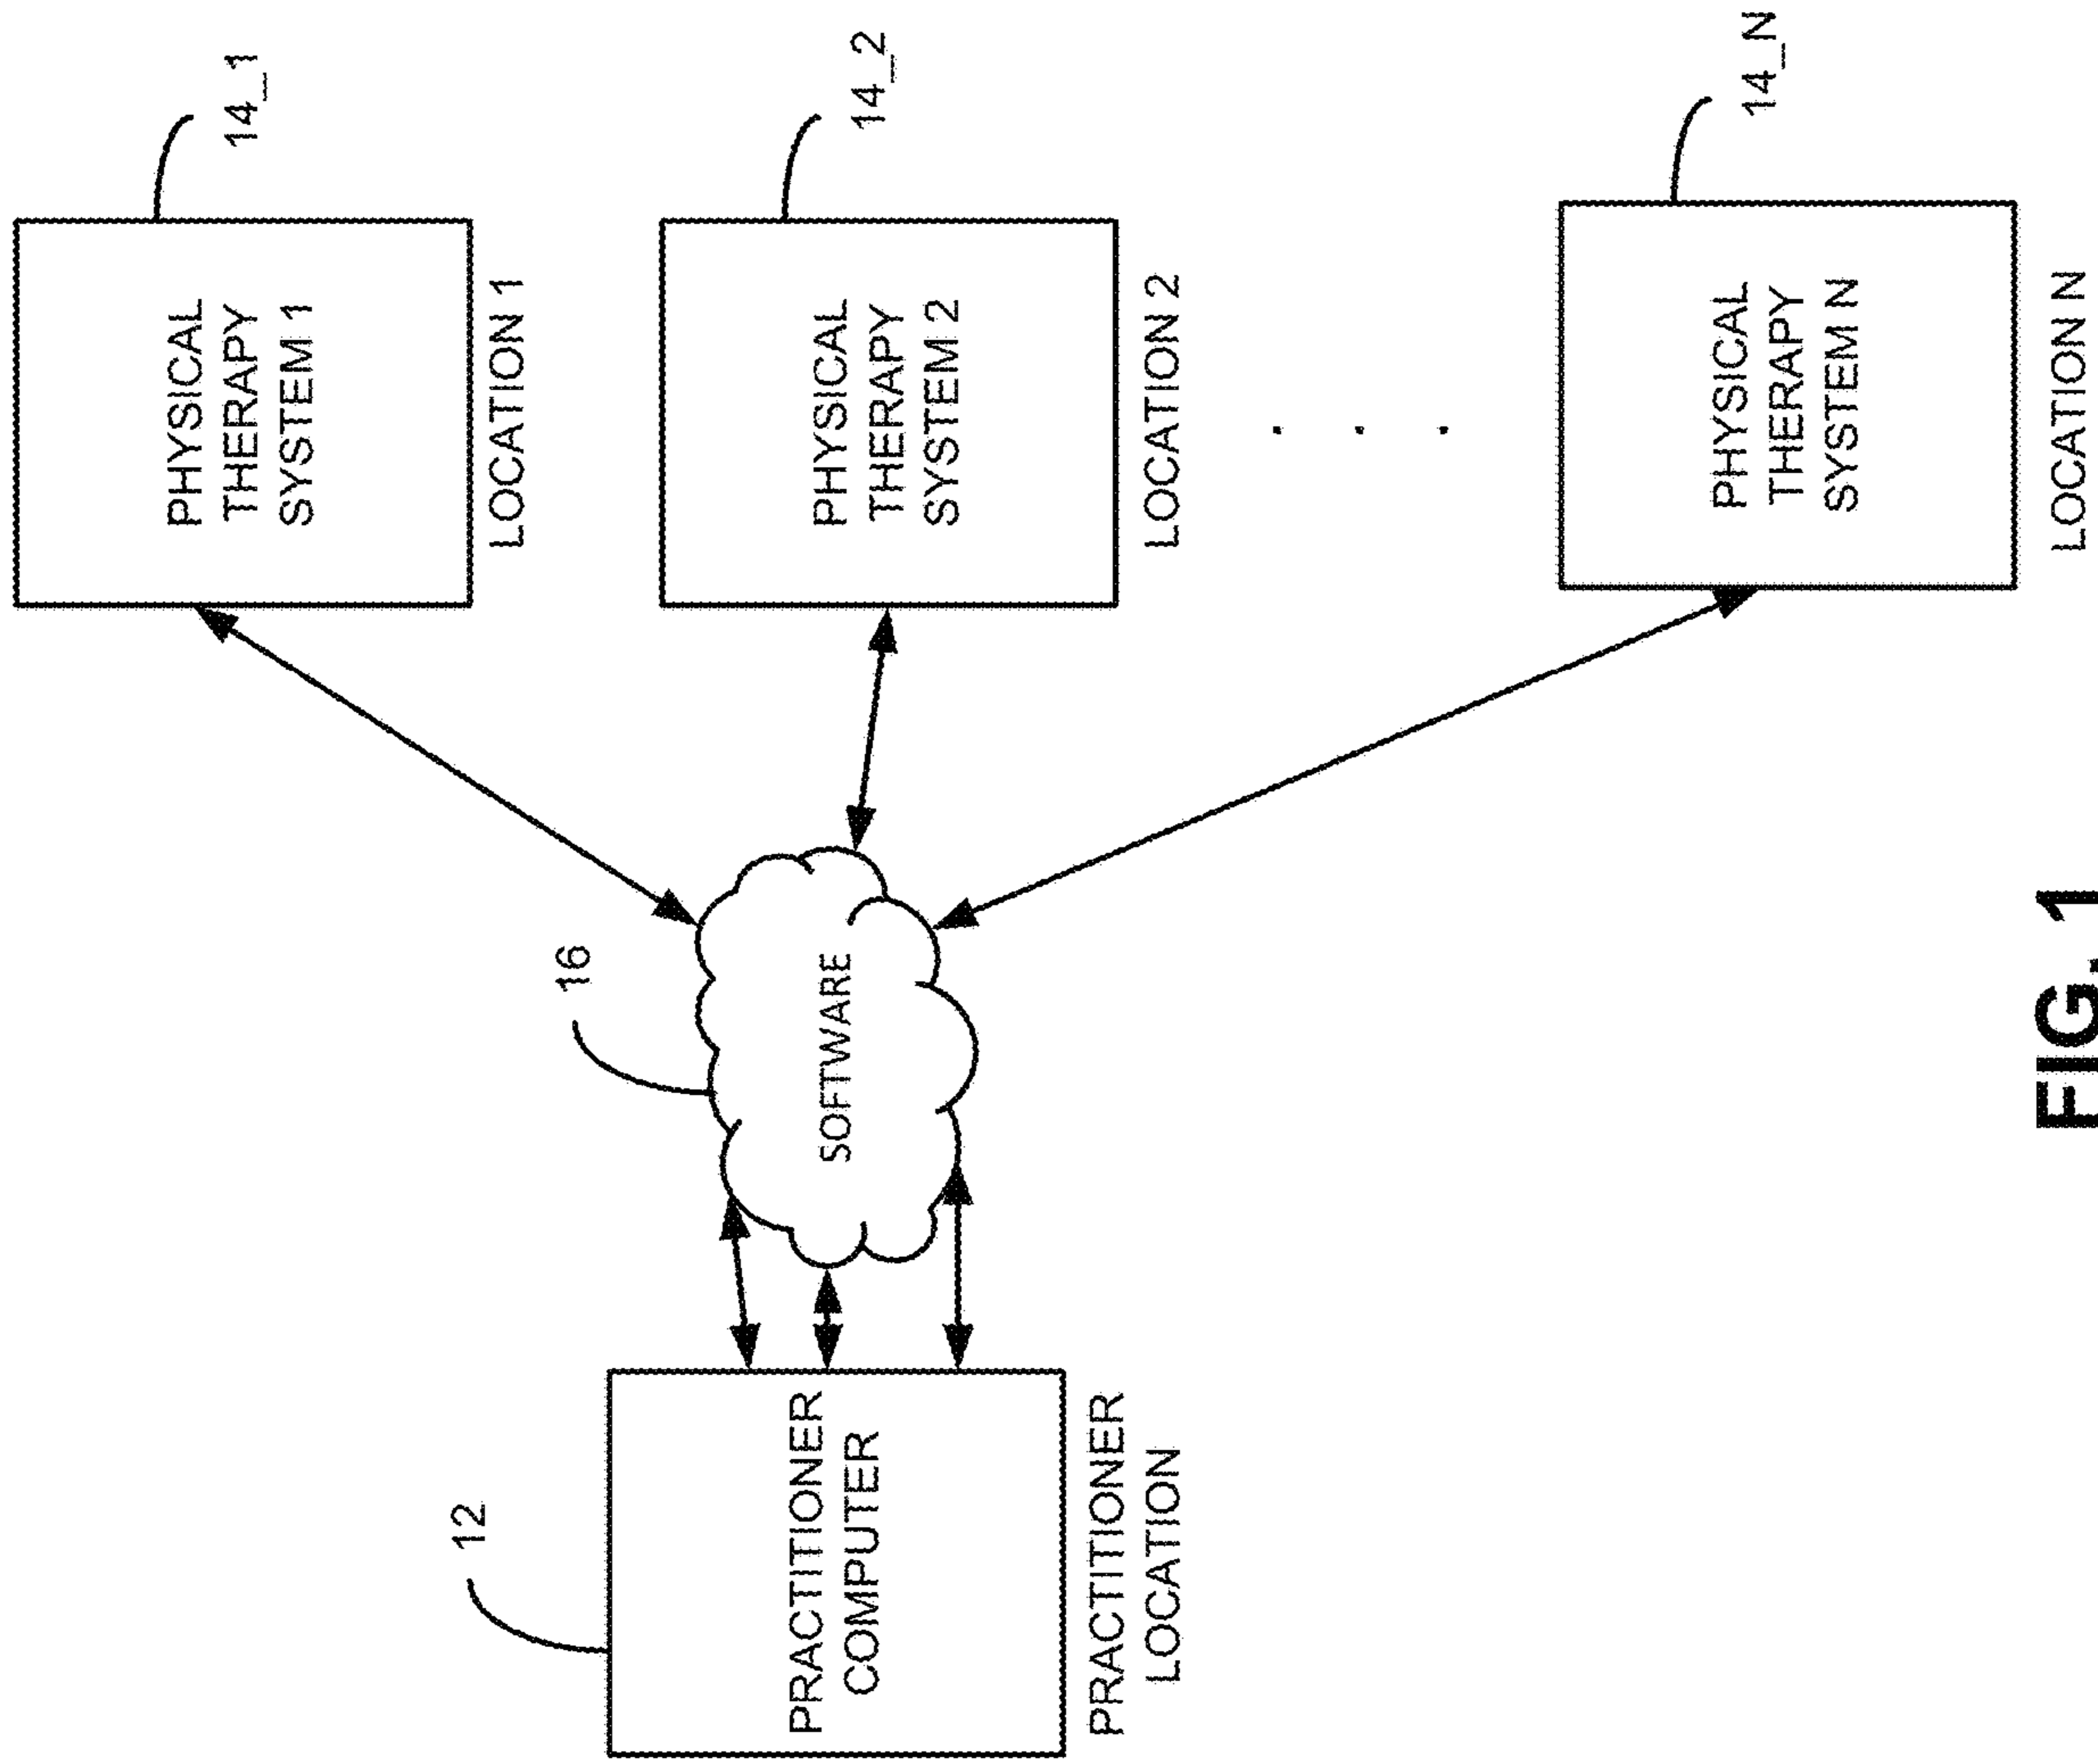 14_1
PHYSICAL
THERAPY
SYSTEM 1
LOCATION 1
14_2
PHYSICAL
THERAPY
SYSTEM 2
LOCATION 2
. . .
14_N
PHYSICAL
THERAPY
SYSTEM N
LOCATION N
16
SOFTWARE
12
PRACTITIONER
COMPUTER
PRACTITIONER
LOCATION
FIG. 1